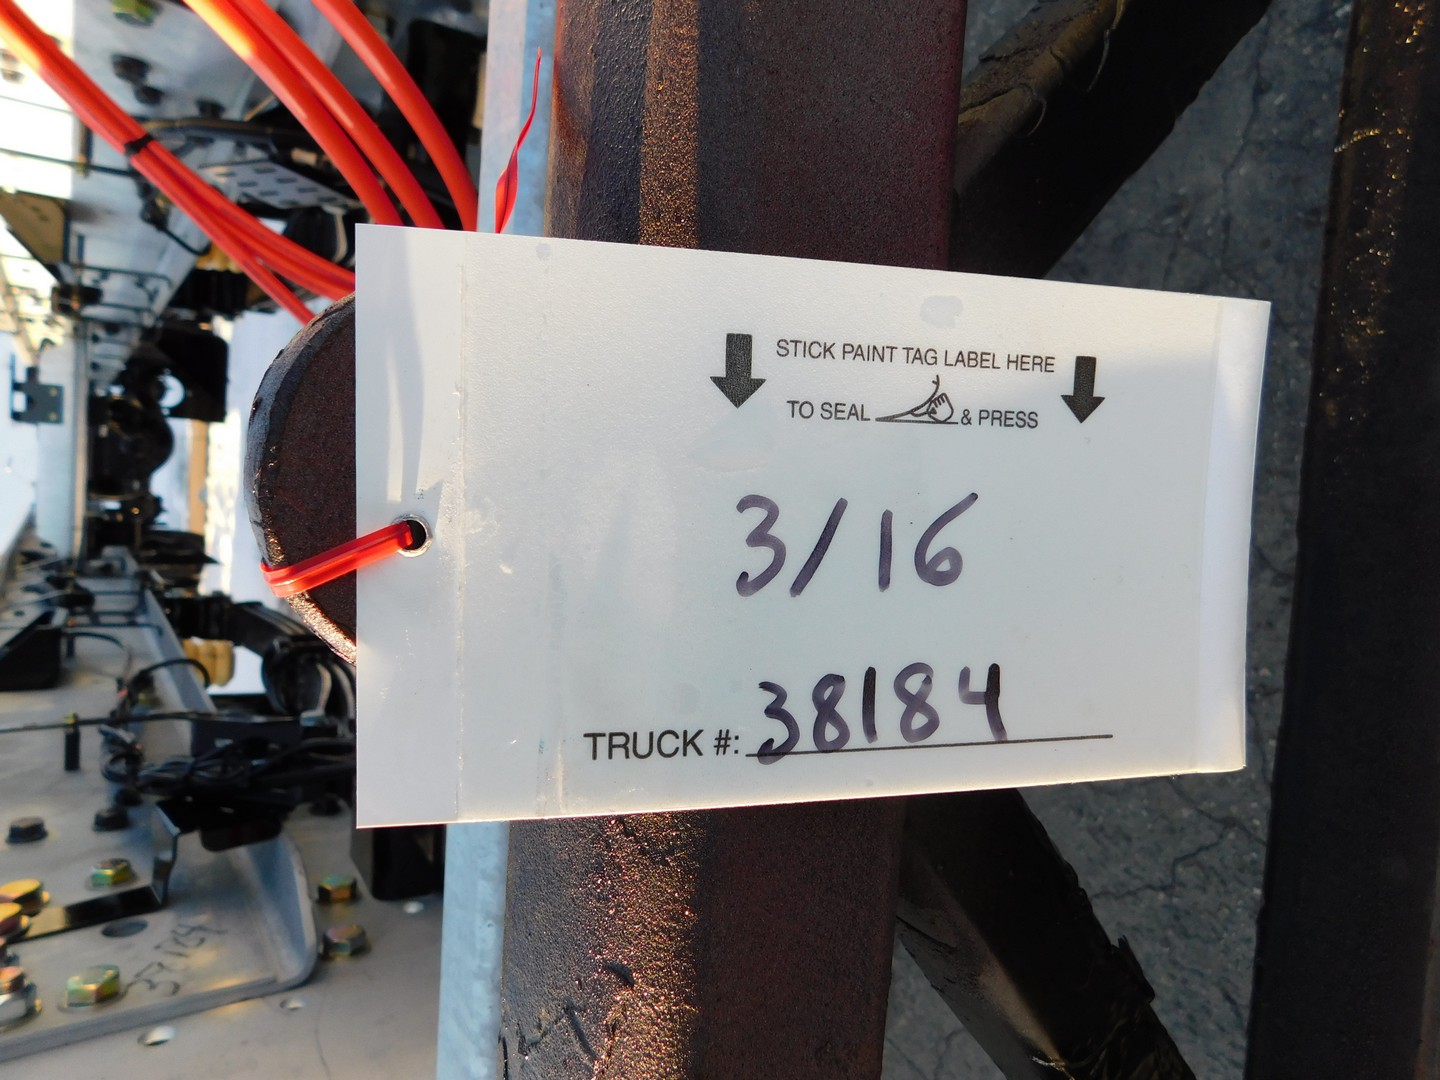 STICK PAINT TAG LABEL HERE
TO SEAL & PRESS
3/16
TRUCK #: 38184